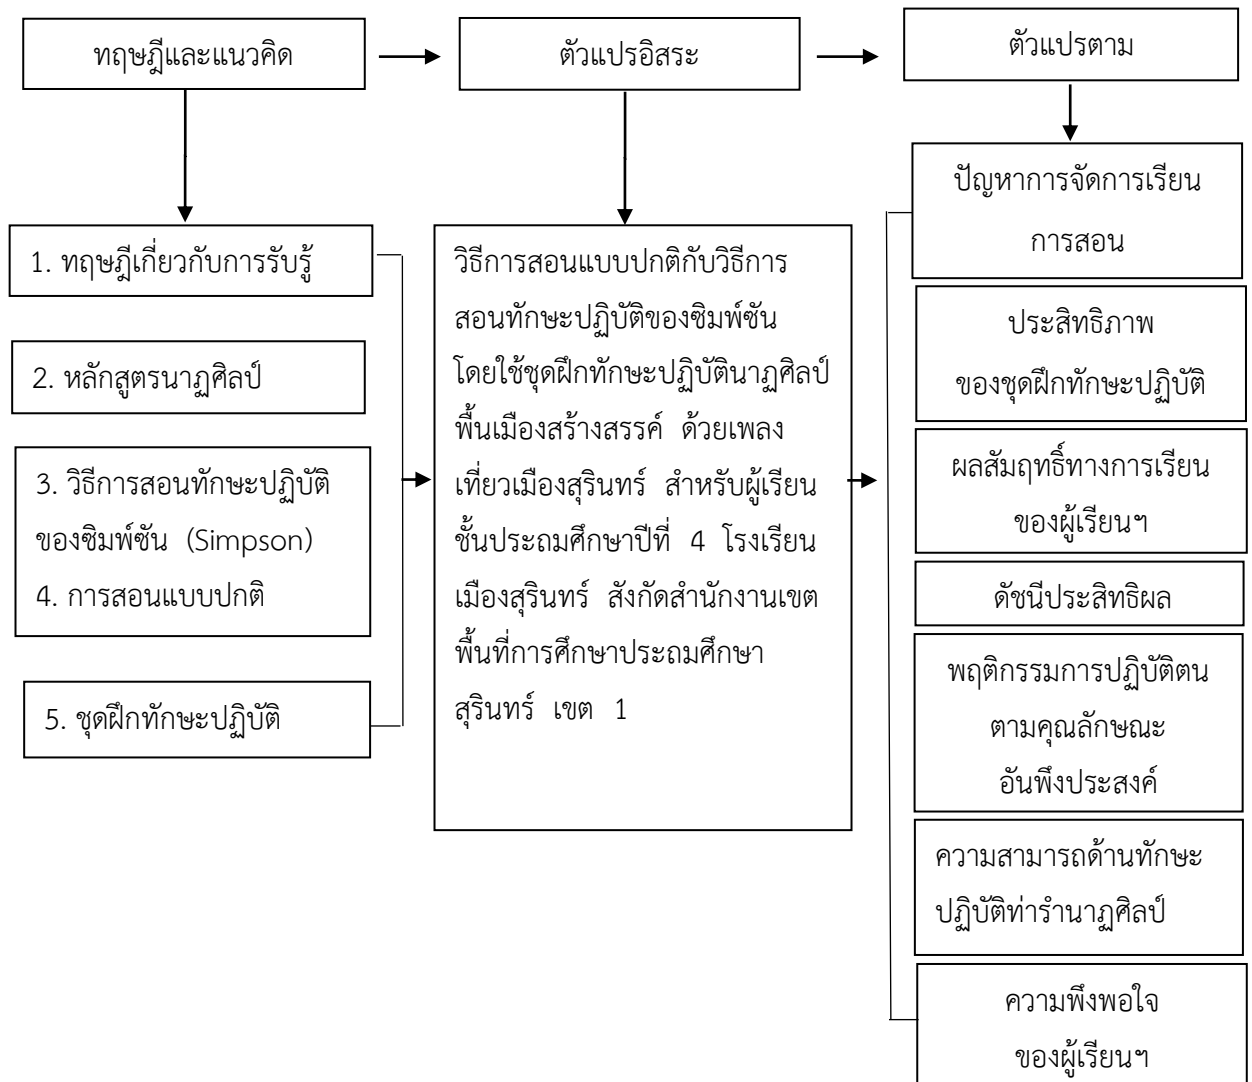 ทฤษฎีและแนวคิด
ตัวแปรอิสระ
ตัวแปรตาม
1. ทฤษฎีเกี่ยวกับการรับรู้
2. หลักสูตรนาฏศิลป์
3. วิธีการสอนทักษะปฏิบัติ
ของซิมพ์ซัน (Simpson)
4. การสอนแบบปกติ
5. ชุดฝึกทักษะปฏิบัติ
วิธีการสอนแบบปกติกับวิธีการ
สอนทักษะปฏิบัติของซิมพ์ซัน
โดยใช้ชุดฝึกทักษะปฏิบัตินาฏศิลป์
พื้นเมืองสร้างสรรค์ ด้วยเพลง
เที่ยวเมืองสุรินทร์ สำหรับผู้เรียน
ชั้นประถมศึกษาปีที่ 4 โรงเรียน
เมืองสุรินทร์ สังกัดสำนักงานเขต
พื้นที่การศึกษาประถมศึกษา
สุรินทร์ เขต 1
ปัญหาการจัดการเรียน
การสอน
ประสิทธิภาพ
ของชุดฝึกทักษะปฏิบัติ
ผลสัมฤทธิ์ทางการเรียน
ของผู้เรียนฯ
ดัชนีประสิทธิผล
พฤติกรรมการปฏิบัติตน
ตามคุณลักษณะ
อันพึงประสงค์
ความสามารถด้านทักษะ
ปฏิบัติท่ารำนาฏศิลป์
ความพึงพอใจ
ของผู้เรียนฯ